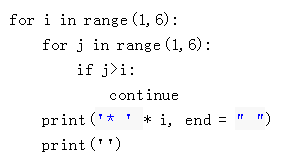 for i in range(1,6):
    for j in range(1,6):
        if j>i:
            continue
    print('* ' * i, end = " ")
    print('')